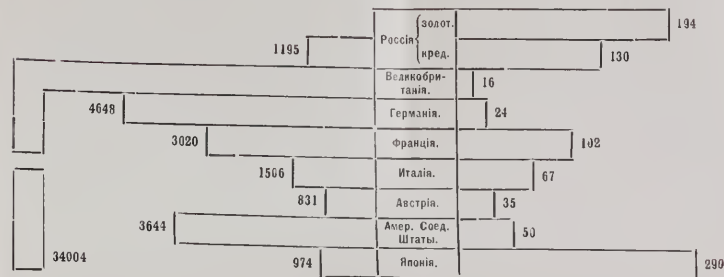 золот. 194
1195 Россія
кред. 130
Великобри-
танія. 16
4648 Германія. 24
3020 Франція. 102
1506 Италія. 67
831 Австрія. 35
3644 Амер. Соед.
Штаты. 50
34004 974 Японія. 290